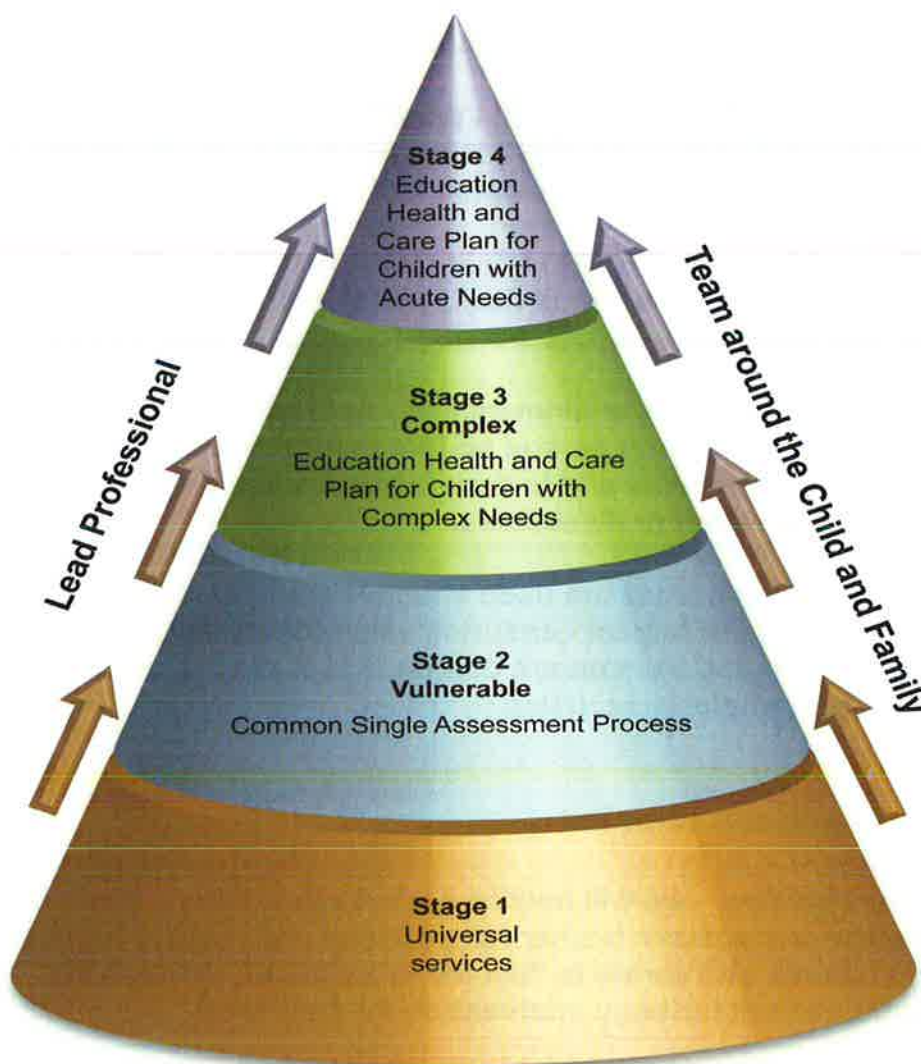 Stage 4
Education
Health and
Care Plan for
Children with
Acute Needs
Team around the Child and Family
Lead Professional
Stage 3
Complex
Education Health and Care
Plan for Children with
Complex Needs
Stage 2
Vulnerable
Common Single Assessment Process
Stage 1
Universal
services